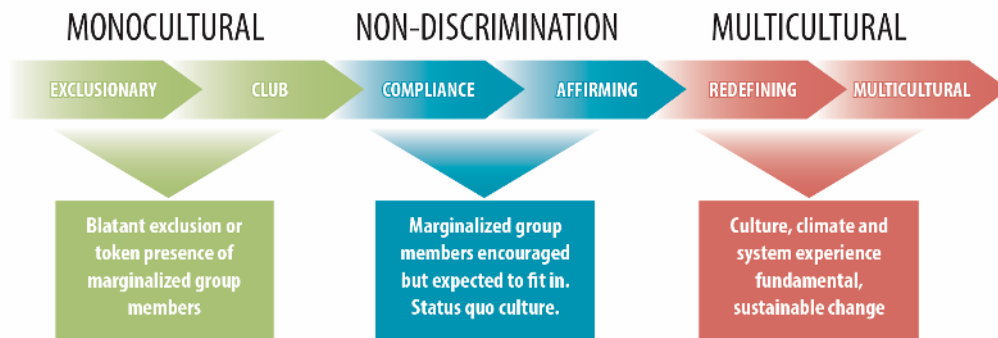 MONOCULTURAL NON-DISCRIMINATION MULTICULTURAL
EXCLUSIONARY CLUB COMPLIANCE AFFIRMING REDEFINING MULTICULTURAL
Blatant exclusion or
token presence of
marginalized group
members
Marginalized group
members encouraged
but expected to fit in.
Status quo culture.
Culture, climate and
system experience
fundamental,
sustainable change